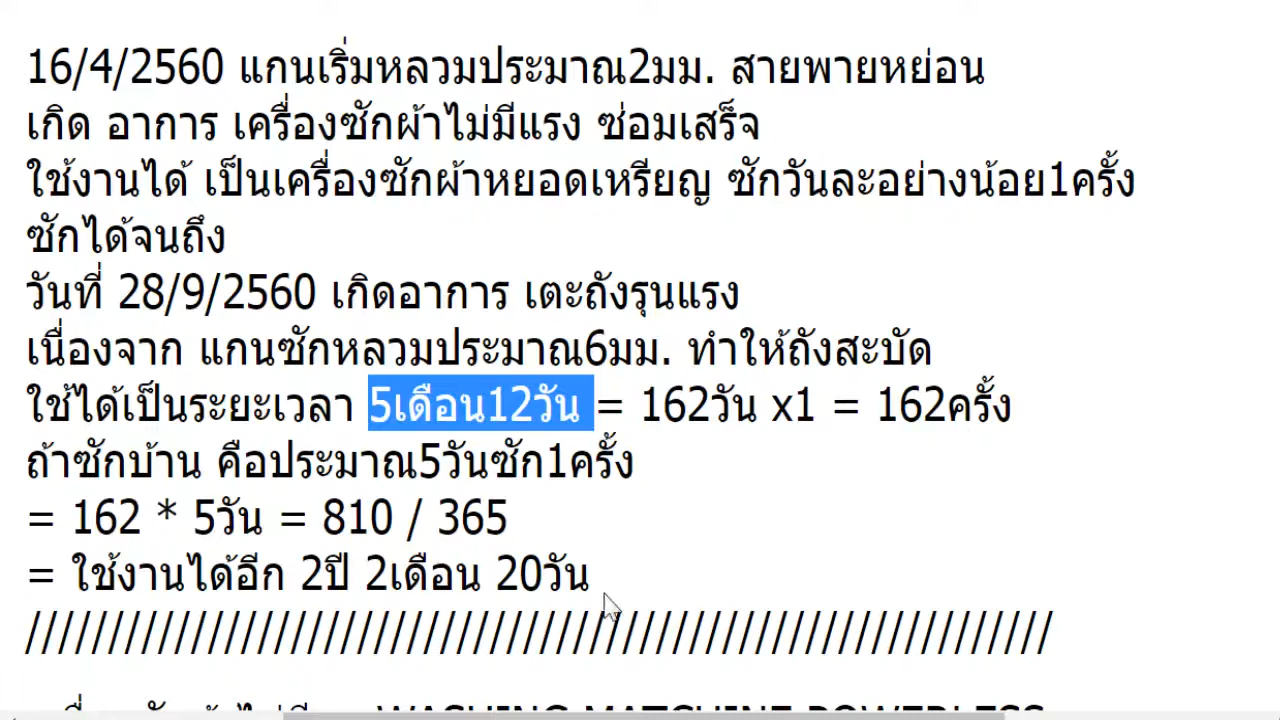 16/4/2560 แกนเริ่มหลวมประมาณ2มม. สายพายหย่อน
เกิด อาการ เครื่องซักผ้าไม่มีแรง ซ่อมเสร็จ
ใช้งานได้ เป็นเครื่องซักผ้าหยอดเหรียญ ซักวันละอย่างน้อย1ครั้ง
ซักได้จนถึง
วันที่ 28/9/2560 เกิดอาการ เตะถังรุนแรง
เนื่องจาก แกนซักหลวมประมาณ6มม. ทำให้ถังสะบัด
ใช้ได้เป็นระยะเวลา 5เดือน12วัน = 162วัน x1 = 162ครั้ง
ถ้าซักบ้าน คือประมาณ5วันซัก1ครั้ง
= 162 * 5วัน = 810 / 365
= ใช้งานได้อีก 2ปี 2เดือน 20วัน
//////////////////////////////////////////////////////////////
WASHING MATCHINE POWERLESS